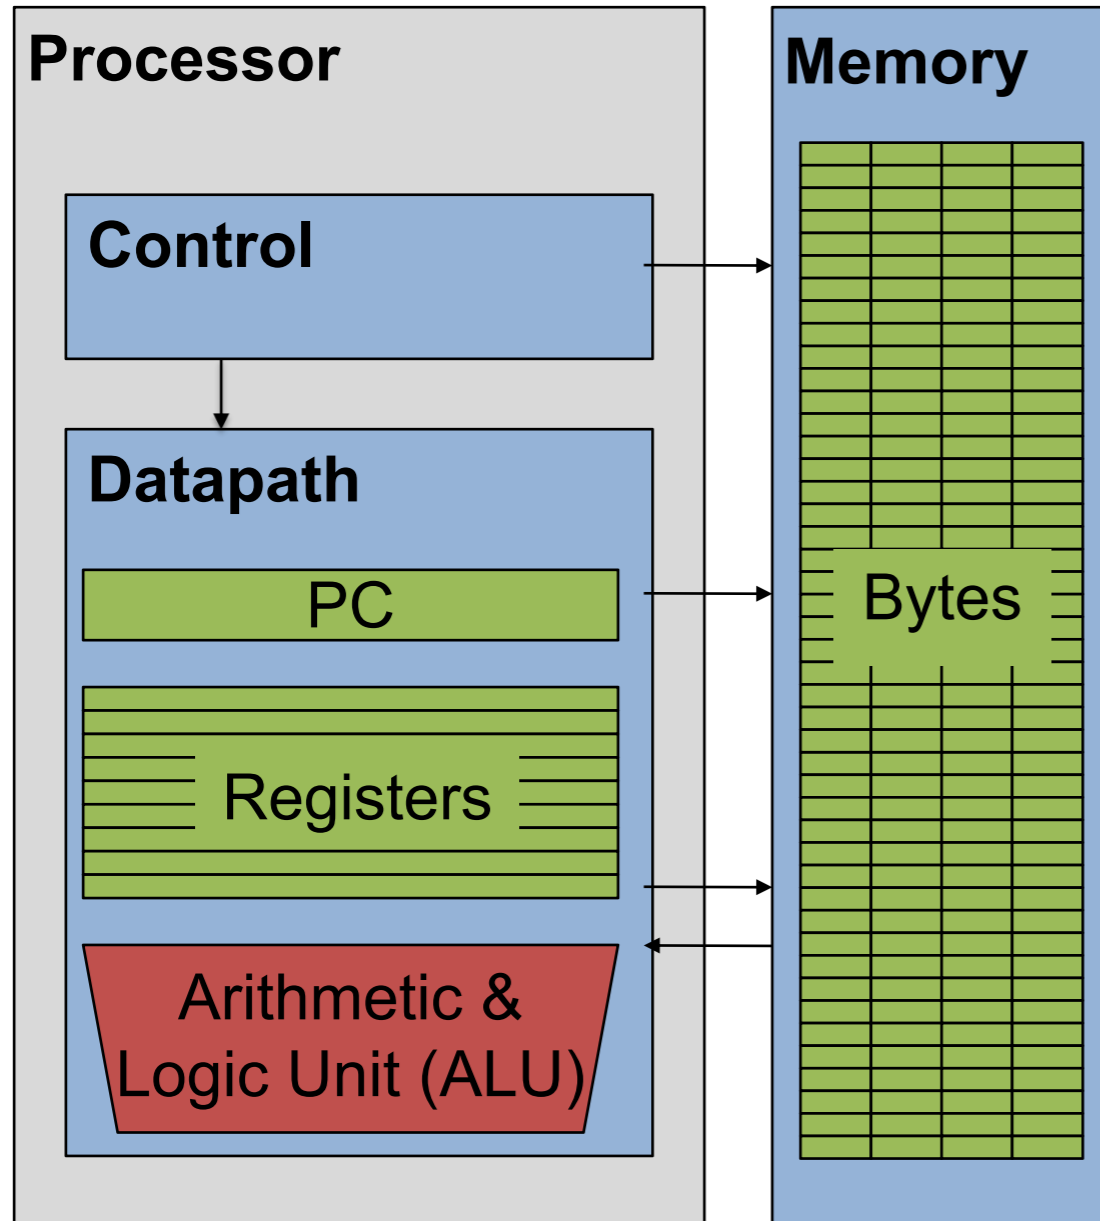 Processor
Control
Datapath
PC
Registers
Arithmetic &
Logic Unit (ALU)
Memory
Bytes